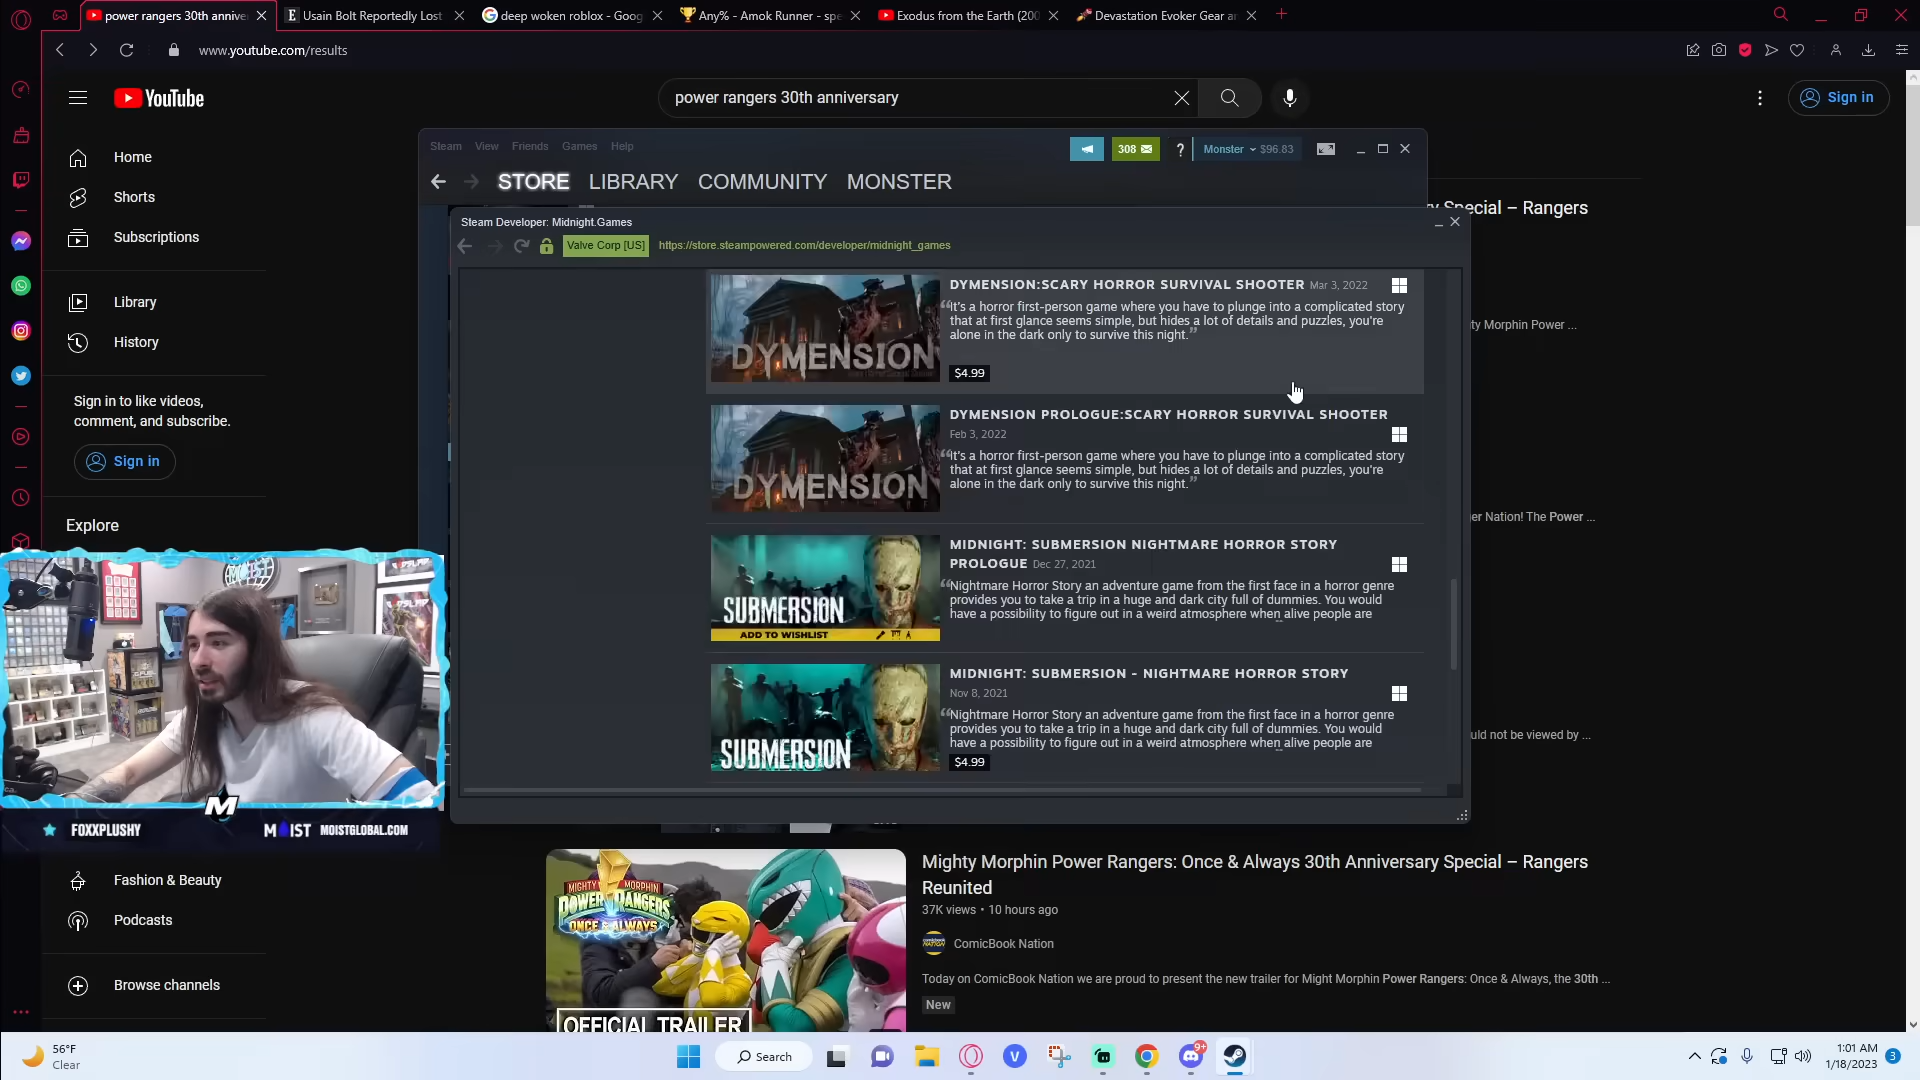 power rangers 30th annive
Usain Bolt Reportedly Lost
deep woken roblox - Goog
Any% - Amok Runner - spe
Exodus from the Earth (200
Devastation Evoker Gear a
www.youtube.com/results
YouTube
power rangers 30th anniversary
Sign in
Home
Shorts
Subscriptions
Library
History
Sign in to like videos,
comment, and subscribe.
Sign in
Explore
Steam View Friends Games Help
308
?
Monster $96.83
STORE LIBRARY COMMUNITY MONSTER
Steam Developer: Midnight.Games
Valve Corp [US]
https://store.steampowered.com/developer/midnight_games
DYMENSION
DYMENSION:SCARY HORROR SURVIVAL SHOOTER Mar 3, 2022
“It's a horror first-person game where you have to plunge into a complicated story
that at first glance seems simple, but hides a lot of details and puzzles, you're
alone in the dark only to survive this night.”
$4.99
DYMENSION
DYMENSION PROLOGUE:SCARY HORROR SURVIVAL SHOOTER
Feb 3, 2022
“It's a horror first-person game where you have to plunge into a complicated story
that at first glance seems simple, but hides a lot of details and puzzles, you're
alone in the dark only to survive this night.”
SUBMERSION
ADD TO WISHLIST
MIDNIGHT: SUBMERSION NIGHTMARE HORROR STORY
PROLOGUE Dec 27, 2021
“Nightmare Horror Story an adventure game from the first face in a horror genre
provides you to take a trip in a huge and dark city full of dummies. You would
have a possibility to figure out in a weird atmosphere when alive people are
SUBMERSION
MIDNIGHT: SUBMERSION - NIGHTMARE HORROR STORY
Nov 8, 2021
“Nightmare Horror Story an adventure game from the first face in a horror genre
provides you to take a trip in a huge and dark city full of dummies. You would
have a possibility to figure out in a weird atmosphere when alive people are
$4.99
y Special – Rangers
ty Morphin Power ...
er Nation! The Power ...
uld not be viewed by ...
MOIST
M
FOXXPLUSHY
MOIST MOISTGLOBAL.COM
Fashion & Beauty
Podcasts
Browse channels
MIGHTY MORPHIN
POWER RANGERS
ONCE & ALWAYS
OFFICIAL TRAILER
Mighty Morphin Power Rangers: Once & Always 30th Anniversary Special – Rangers
Reunited
37K views • 10 hours ago
ComicBook Nation
Today on ComicBook Nation we are proud to present the new trailer for Might Morphin Power Rangers: Once & Always, the 30th ...
New
56°F
Clear
Search
V
9+
1:01 AM
1/18/2023
3